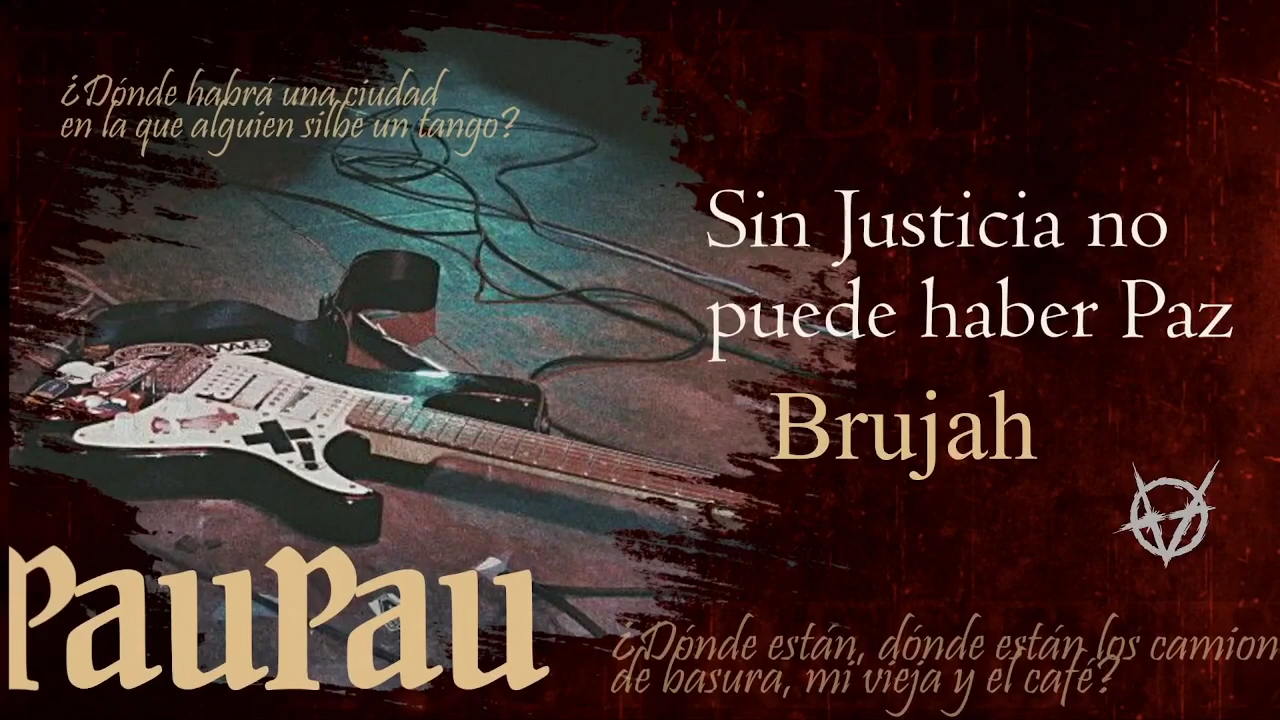 ¿Dónde habrá una ciudad
en la que alguien silbe un tango?
Sin Justicia no
puede haber Paz
Brujah
PauPau
¿Dónde están, dónde están los camion
de basura, mi vieja y el café?